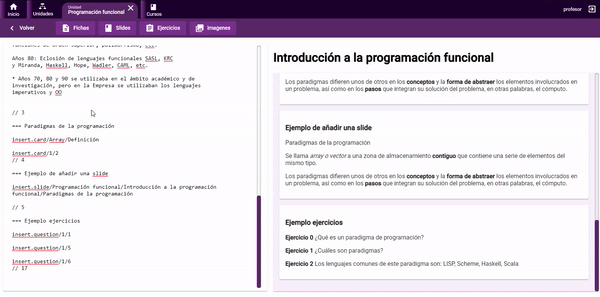 Inicio
Unidades
Unidad
Programación funcional
Cursos
profesor
Volver
Fichas
Slides
Ejercicios
Imagenes
Años 80: Eclosión de lenguajes funcionales SASL, KRC
y Miranda, Haskell, Hope, Wadler, CAML, etc.
* Años 70, 80 y 90 se utilizaba en el ámbito académico y de
investigación, pero en la Empresa se utilizaban los lenguajes
imperativos y OO
// 3
=== Paradigmas de la programación
insert.card/Array/Definición
insert.card/1/2
// 4
=== Ejemplo de añadir una slide
insert.slide/Programación funcional/Introducción a la programación
funcional/Paradigmas de la programación
// 5
=== Ejemplo ejercicios
insert.question/1/1
insert.question/1/5
insert.question/1/6
// 17
Introducción a la programación funcional
Los paradigmas difieren unos de otros en los conceptos y la forma de abstraer los elementos involucrados en
un problema, así como en los pasos que integran su solución del problema, en otras palabras, el cómputo.
Ejemplo de añadir una slide
Paradigmas de la programación
Se llama array o vector a una zona de almacenamiento contiguo que contiene una serie de elementos del
mismo tipo.
Los paradigmas difieren unos de otros en los conceptos y la forma de abstraer los elementos involucrados en
un problema, así como en los pasos que integran su solución del problema, en otras palabras, el cómputo.
Ejemplo ejercicios
Ejercicio 0 ¿Qué es un paradigma de programación?
Ejercicio 1 ¿Cuáles son paradigmas?
Ejercicio 2 Los lenguajes comunes de este paradigma son: LISP, Scheme, Haskell, Scala